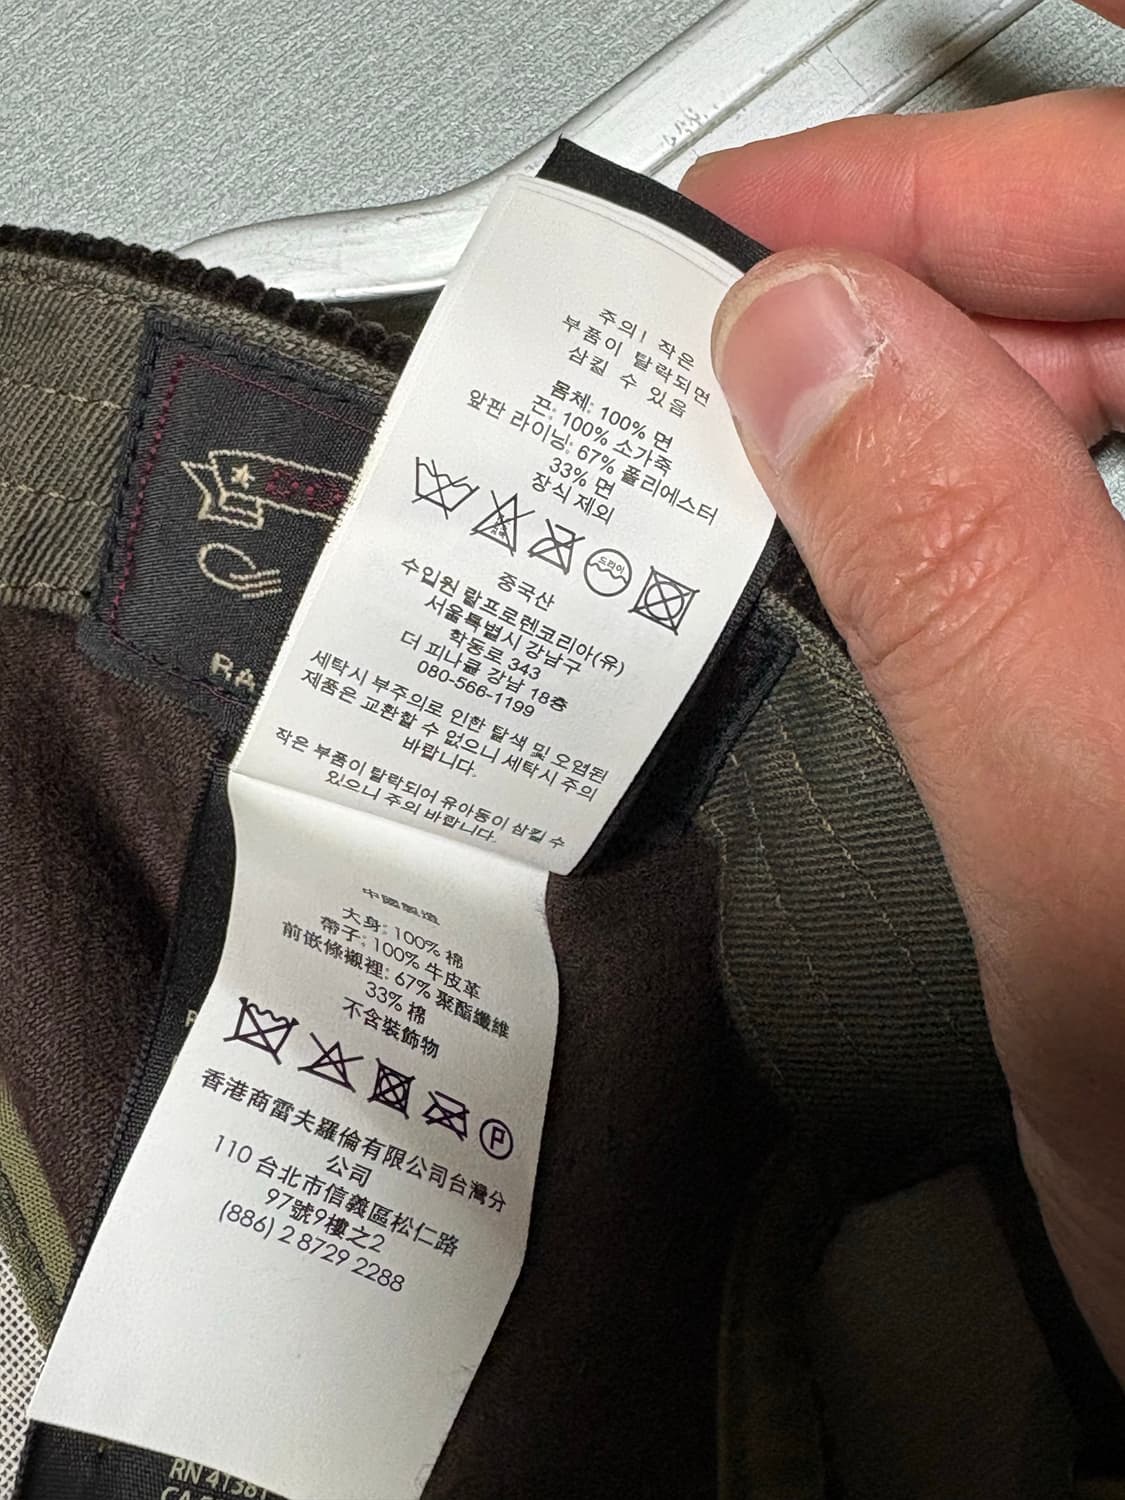 주의! 작은
부품이 탈락되면
삼킬 수 있음
몸체: 100% 면
끈: 100% 소가죽
앞판 라이닝: 67% 폴리에스터
33% 면
장식 제외
드라이
중국산
수입원 랄프로렌코리아(유)
서울특별시 강남구
학동로 343
더 피나클 강남 18층
080-566-1199
세탁시 부주의로 인한 탈색 및 오염된
제품은 교환할 수 없으니 세탁시 주의
바랍니다.
작은 부품이 탈락되어 유아동이 삼킬 수
있으니 주의 바랍니다.
中國製造
大身: 100% 棉
帶子: 100% 牛皮革
前嵌條襯裡: 67% 聚酯纖維
33% 棉
不含裝飾物
P
香港商雷夫羅倫有限公司台灣分
公司
110 台北市信義區松仁路
97號9樓之2
(886) 2 8729 2288
RA
RN 41381
CA